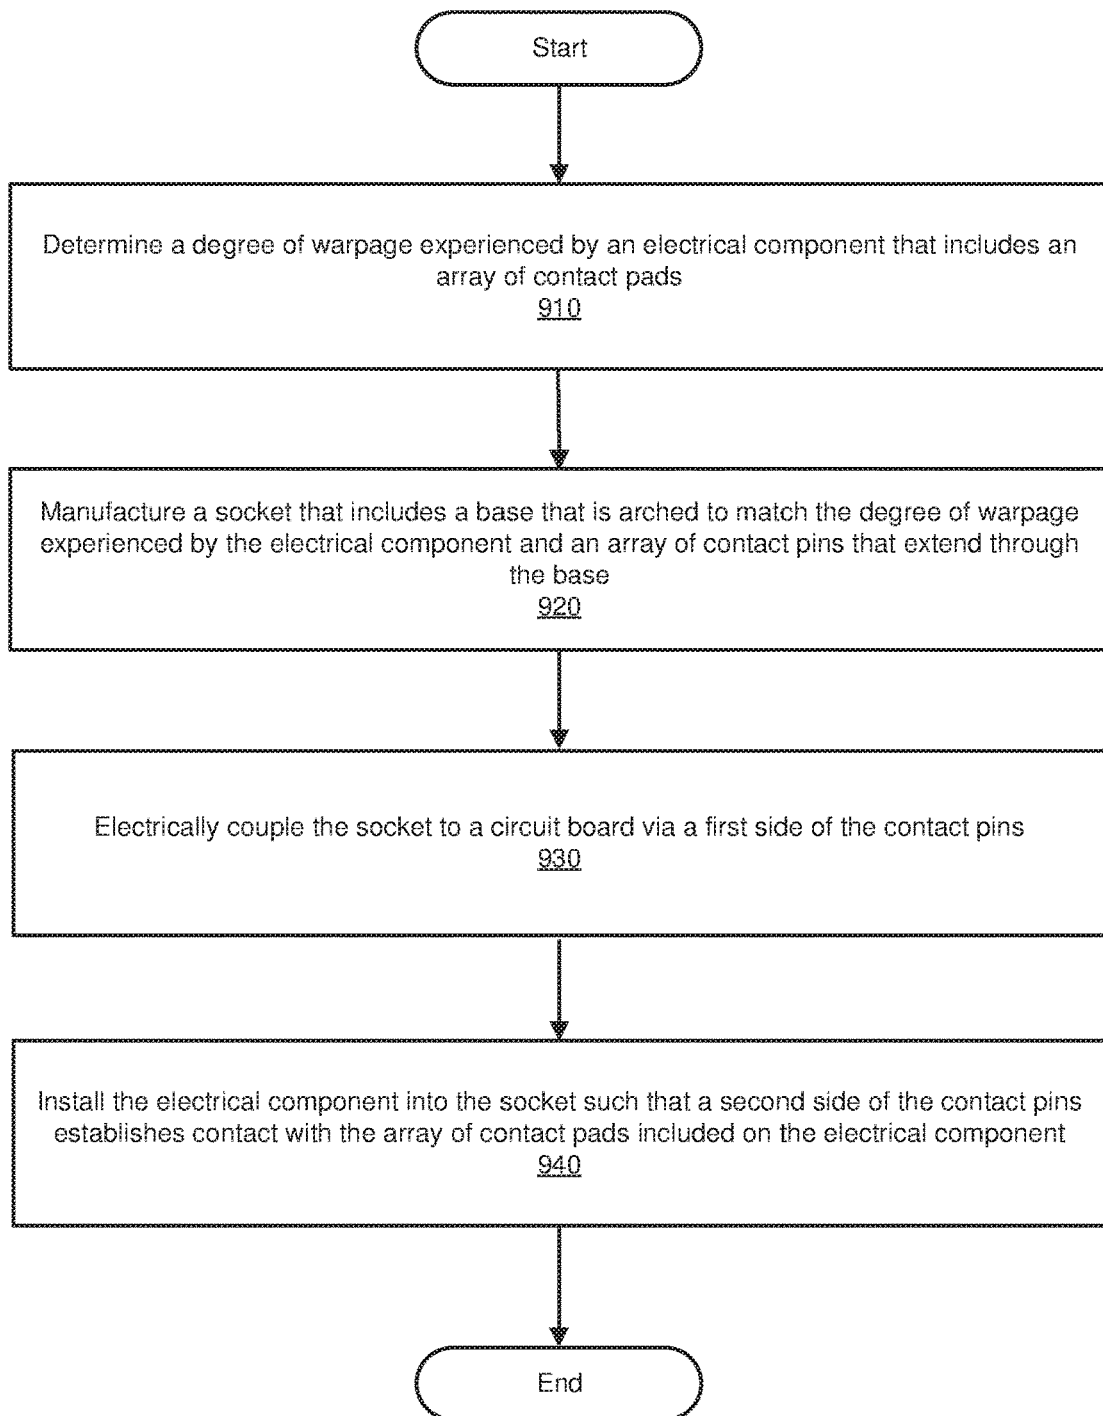 Start
Determine a degree of warpage experienced by an electrical component that includes an
array of contact pads
910
Manufacture a socket that includes a base that is arched to match the degree of warpage
experienced by the electrical component and an array of contact pins that extend through
the base
920
Electrically couple the socket to a circuit board via a first side of the contact pins
930
Install the electrical component into the socket such that a second side of the contact pins
establishes contact with the array of contact pads included on the electrical component
940
End